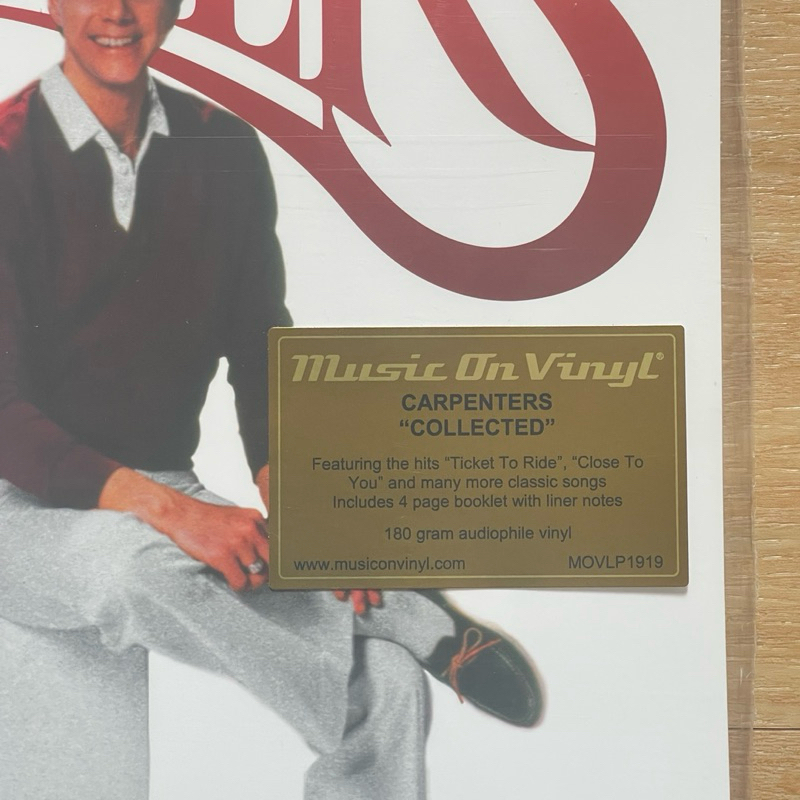 ERS
Music On Vinyl®
CARPENTERS
“COLLECTED”
Featuring the hits “Ticket To Ride”, “Close To
You” and many more classic songs
Includes 4 page booklet with liner notes
180 gram audiophile vinyl
www.musiconvinyl.com MOVLP1919